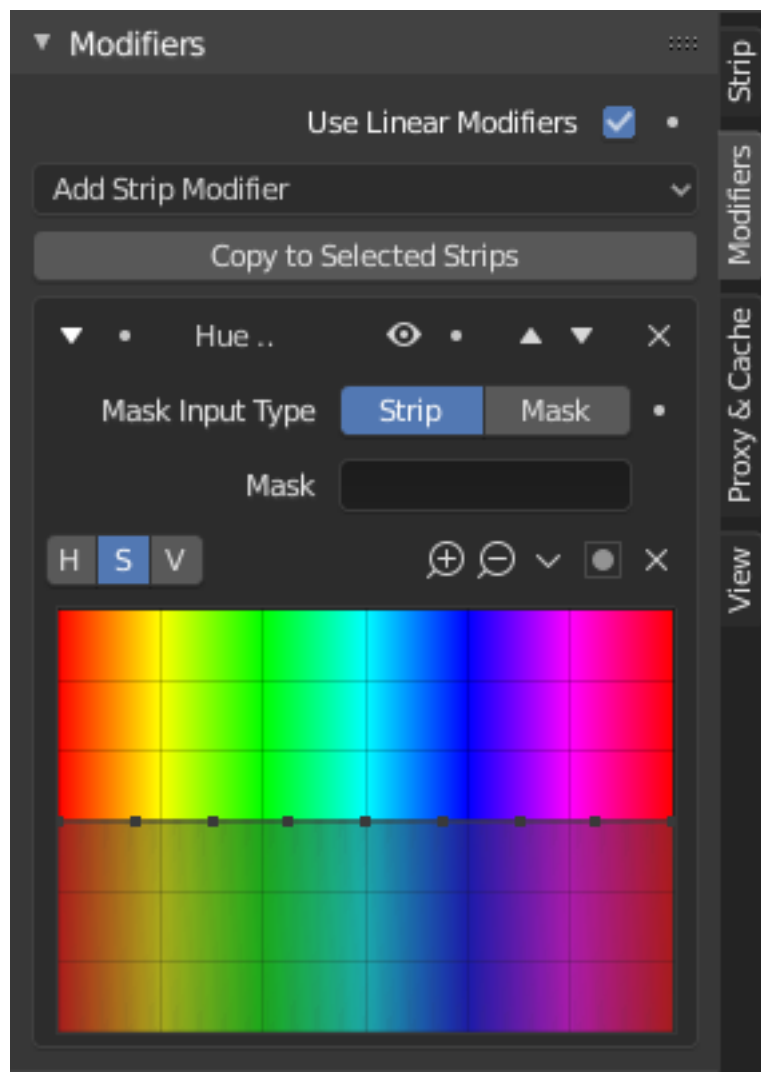 Modifiers
Use Linear Modifiers
Add Strip Modifier
Copy to Selected Strips
Hue ..
Mask Input Type Strip Mask
Mask
H S V
Strip
Modifiers
Proxy & Cache
View